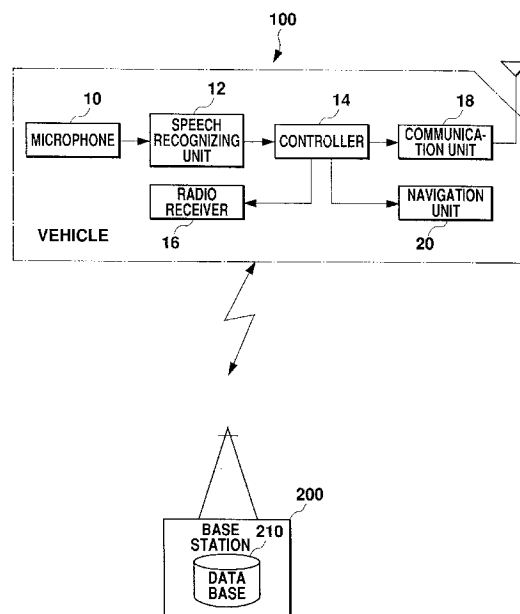 100
10
12
14
18
MICROPHONE
SPEECH
RECOGNIZING
UNIT
CONTROLLER
COMMUNICA-
TION UNIT
RADIO
RECEIVER
NAVIGATION
UNIT
VEHICLE
16
20
200
BASE
STATION
210
DATA
BASE